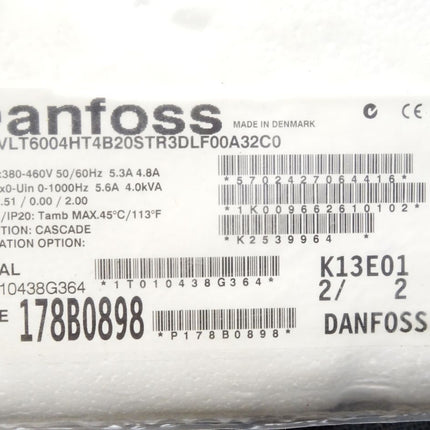 anfoss
MADE IN DENMARK
CE
VLT6004HT4B20STR3DLF00A32C0
:380-460V 50/60Hz 5.3A 4.8A
x0-Uin 0-1000Hz 5.6A 4.0kVA
.51 / 0.00 / 2.00
/IP20: Tamb MAX.45°C/113°F
CTION: CASCADE
ATION OPTION:
*5702427064416*
*1K009662610102*
*K2539964*
AL
10438G364
*1T010438G364*
K13E01
2/ 2
E 178B0898
*P178B0898*
DANFOSS